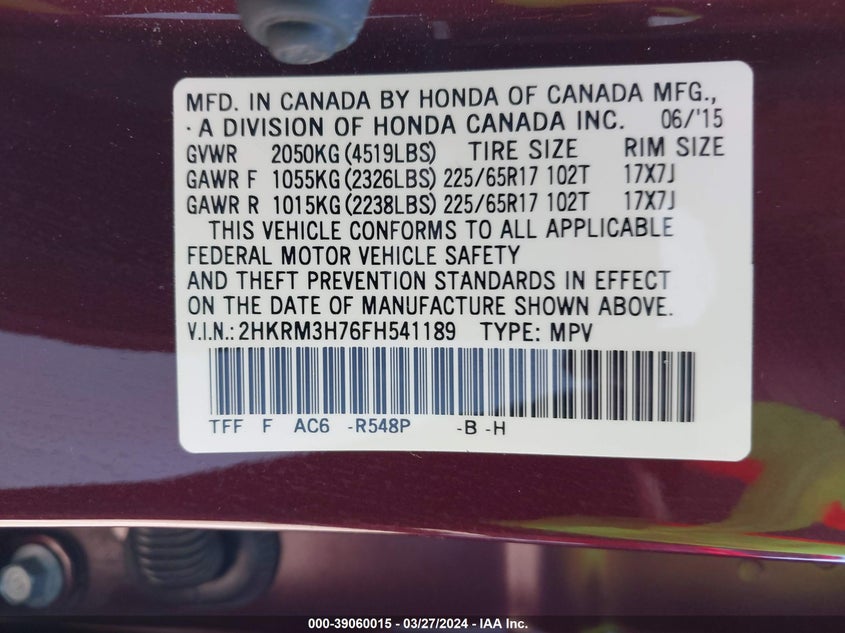 MFD. IN CANADA BY HONDA OF CANADA MFG.,
· A DIVISION OF HONDA CANADA INC. 06/'15
GVWR 2050KG (4519LBS) TIRE SIZE RIM SIZE
GAWR F 1055KG (2326LBS) 225/65R17 102T 17X7J
GAWR R 1015KG (2238LBS) 225/65R17 102T 17X7J
THIS VEHICLE CONFORMS TO ALL APPLICABLE
FEDERAL MOTOR VEHICLE SAFETY
AND THEFT PREVENTION STANDARDS IN EFFECT
ON THE DATE OF MANUFACTURE SHOWN ABOVE.
V.I.N.: 2HKRM3H76FH541189 TYPE: MPV
TFF F AC6 -R548P -B -H
000-39060015 - 03/27/2024 - IAA Inc.